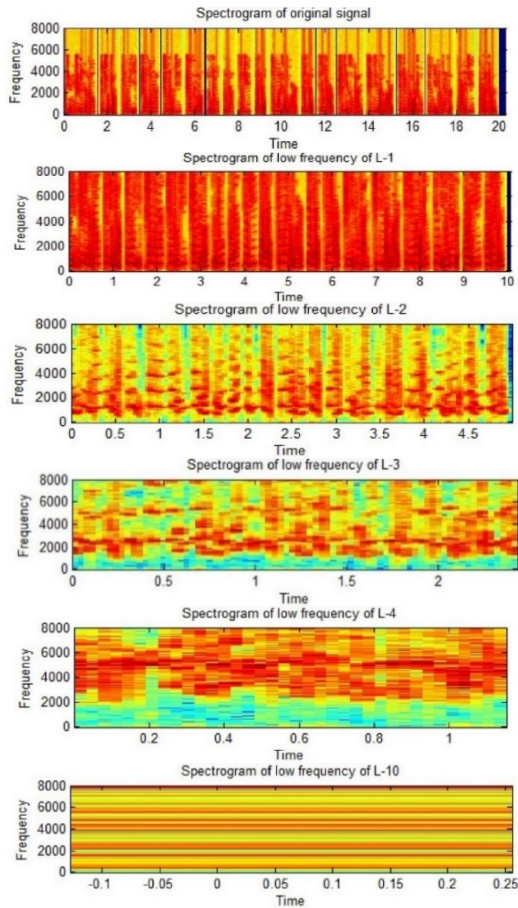 Spectrogram of original signal
8000
6000
4000
2000
0
Frequency
0 2 4 6 8 10 12 14 16 18 20
Time
Spectrogram of low frequency of L-1
8000
6000
4000
2000
0
Frequency
0 1 2 3 4 5 6 7 8 9 10
Time
Spectrogram of low frequency of L-2
8000
6000
4000
2000
0
Frequency
0 0.5 1 1.5 2 2.5 3 3.5 4 4.5
Time
Spectrogram of low frequency of L-3
8000
6000
4000
2000
0
Frequency
0 0.5 1 1.5 2
Time
Spectrogram of low frequency of L-4
8000
6000
4000
2000
0
Frequency
0.2 0.4 0.6 0.8 1
Time
Spectrogram of low frequency of L-10
8000
6000
4000
2000
0
Frequency
-0.1 -0.05 0 0.05 0.1 0.15 0.2 0.25
Time